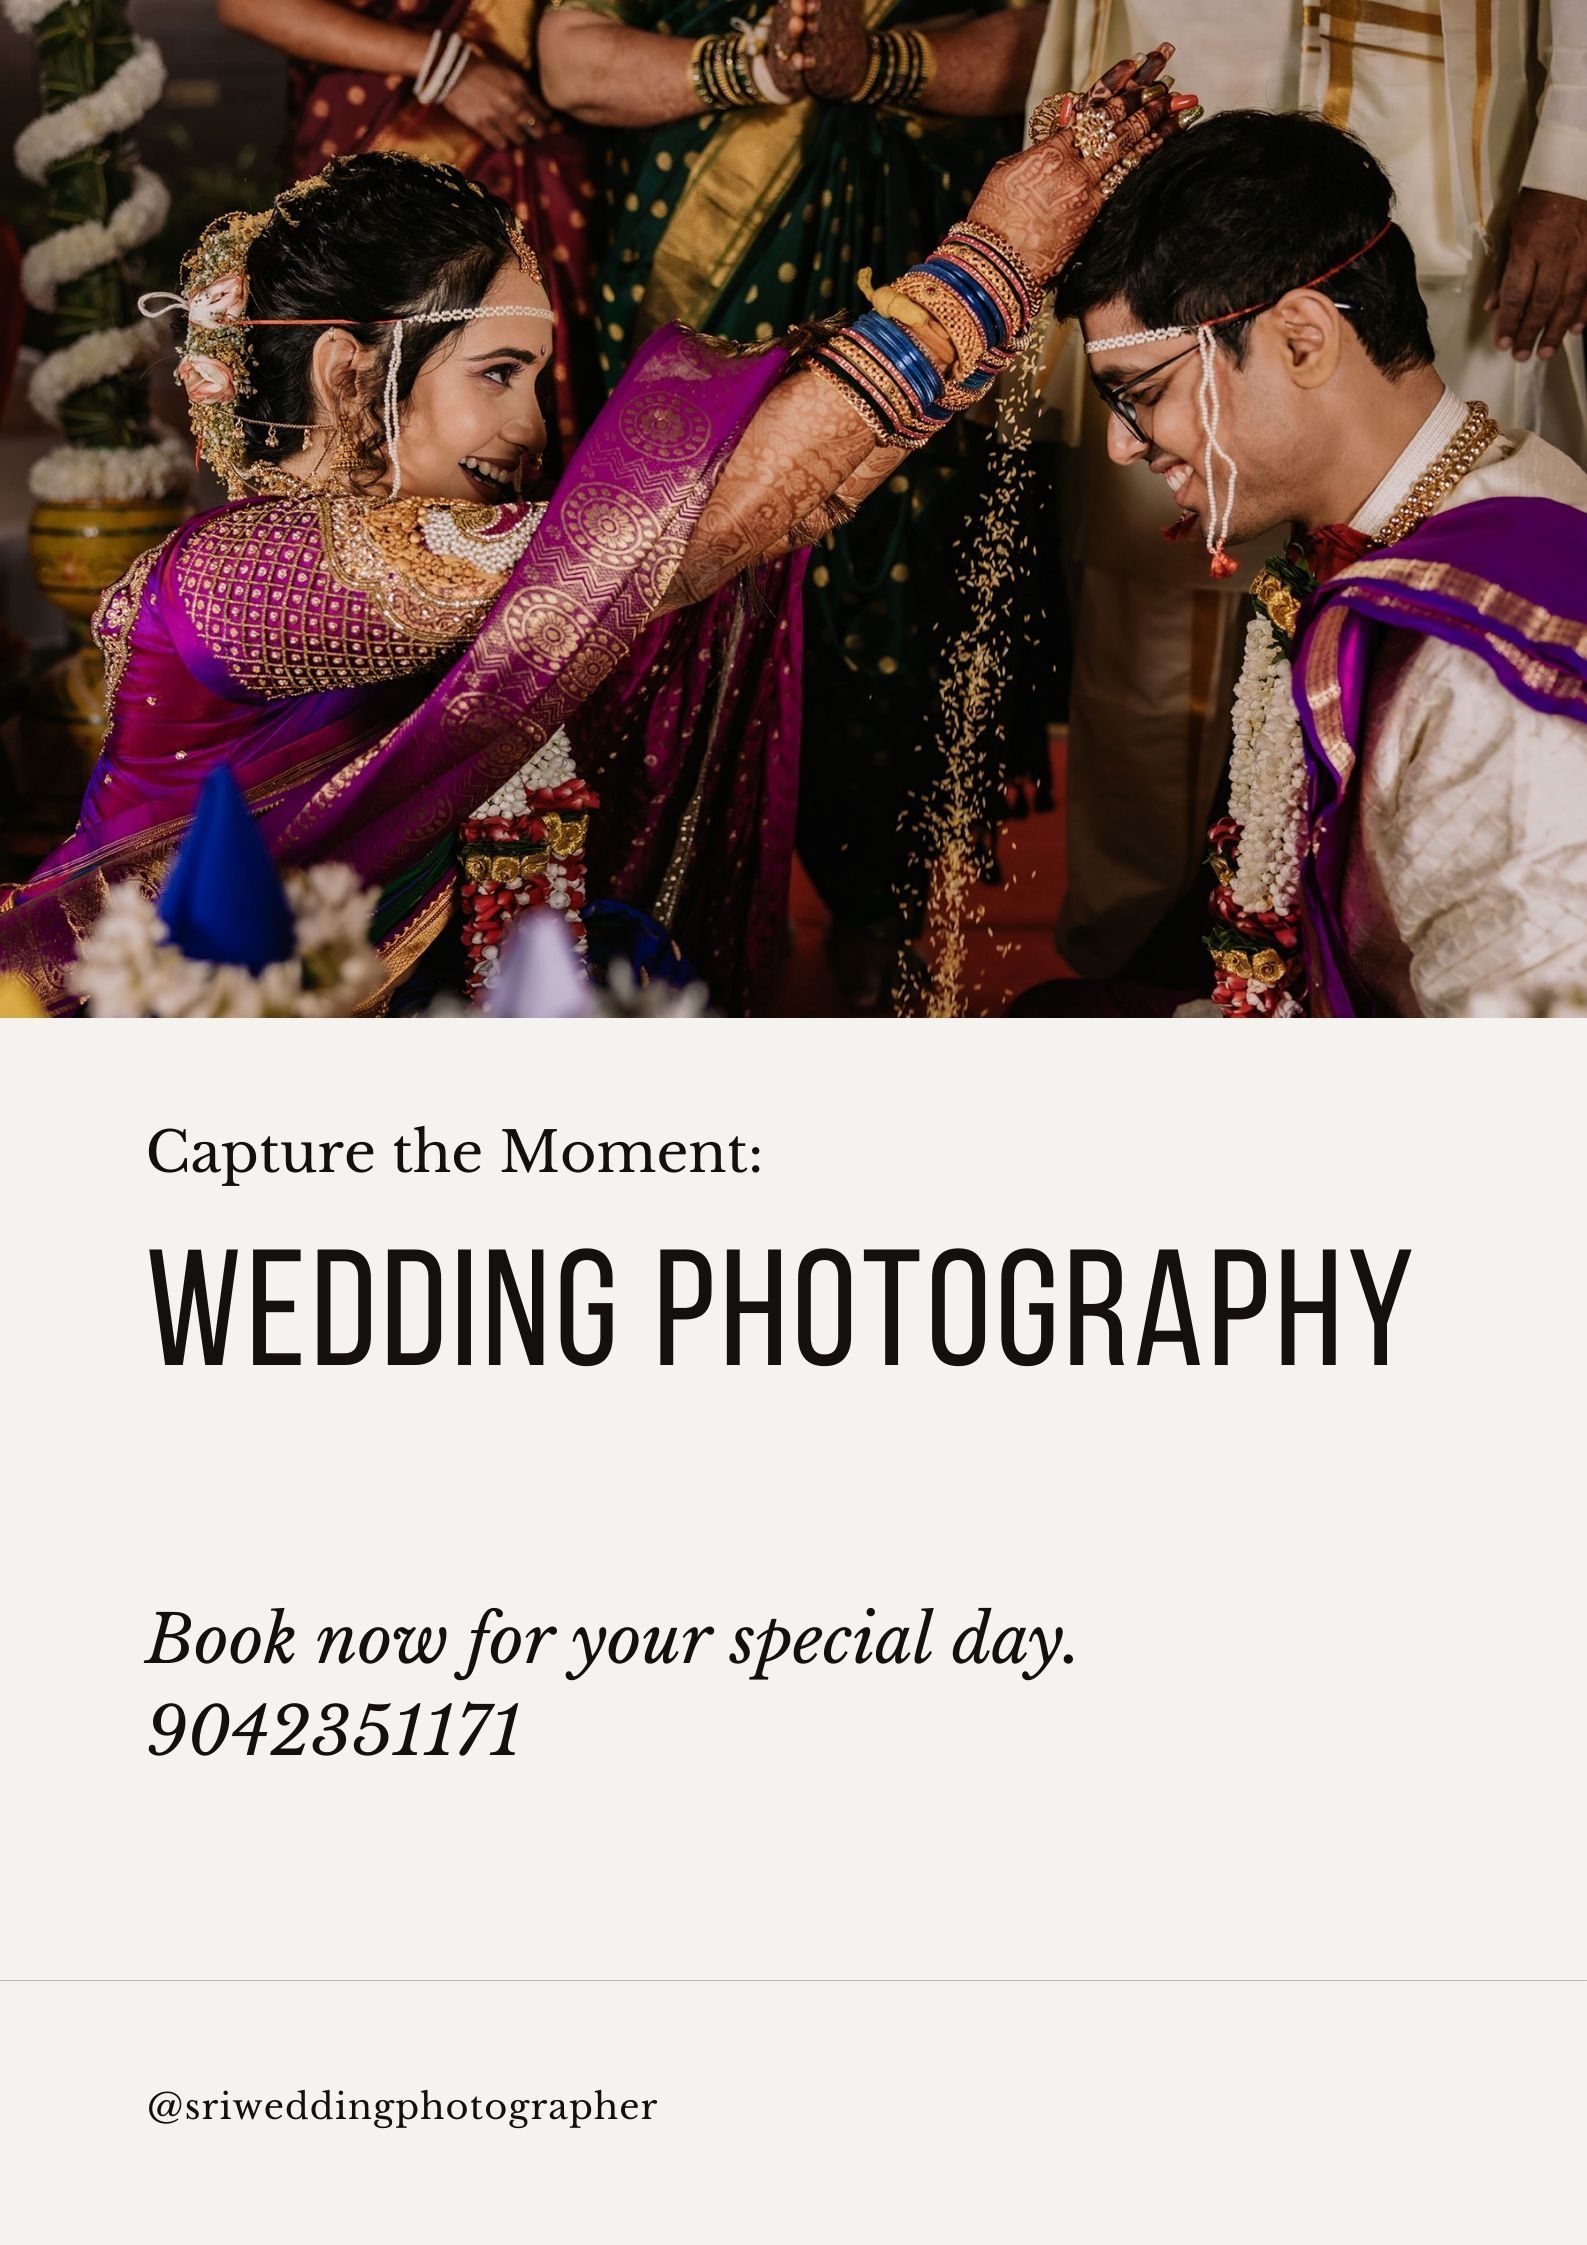 Capture the Moment:
WEDDING PHOTOGRAPHY
Book now for your special day.
9042351171
@sriweddingphotographer